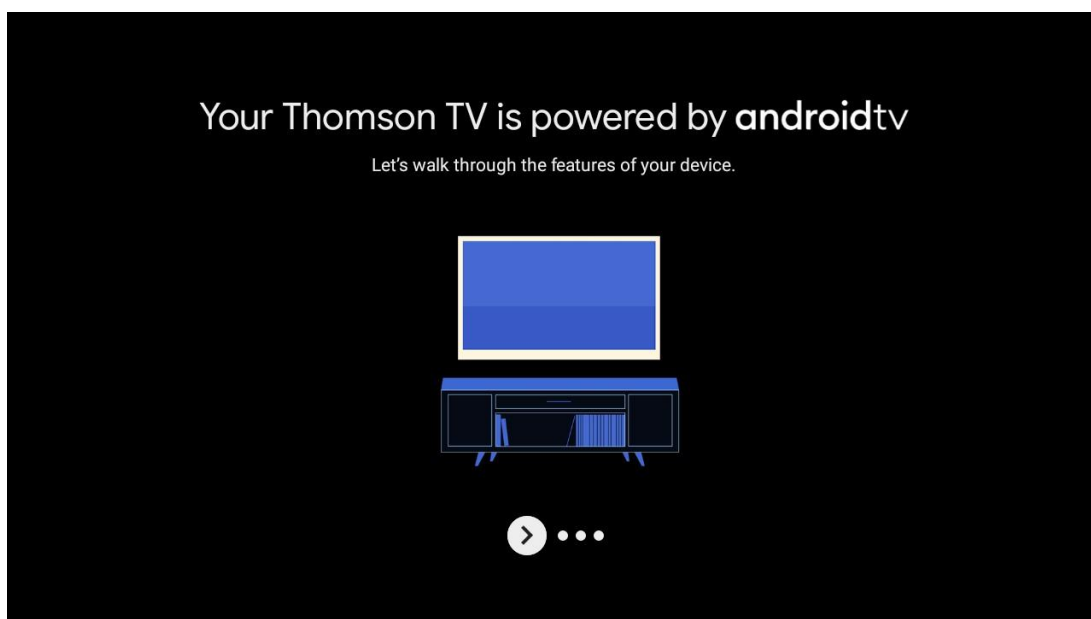 Your Thomson TV is powered by androidtv
Let's walk through the features of your device.